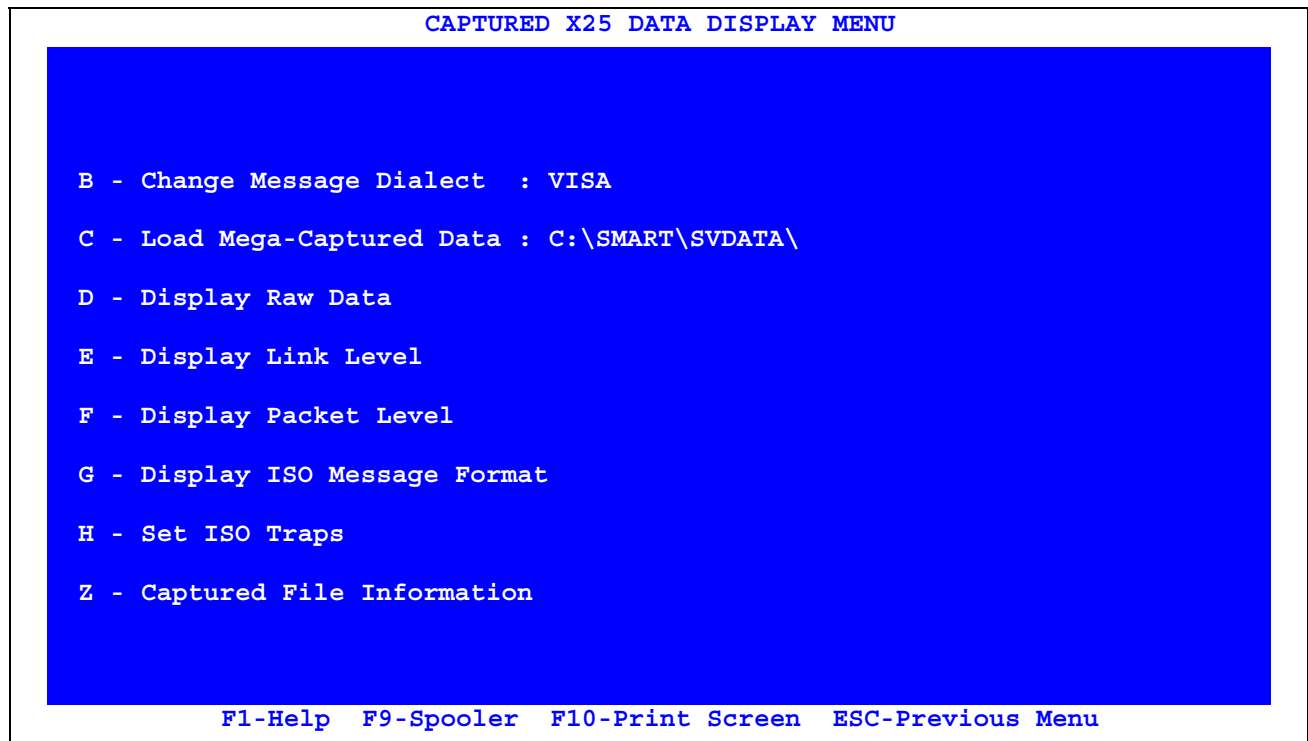 CAPTURED X25 DATA DISPLAY MENU
B - Change Message Dialect : VISA
C - Load Mega-Captured Data : C:\SMART\SVDATA\
D - Display Raw Data
E - Display Link Level
F - Display Packet Level
G - Display ISO Message Format
H - Set ISO Traps
Z - Captured File Information
F1-Help F9-Spooler F10-Print Screen ESC-Previous Menu